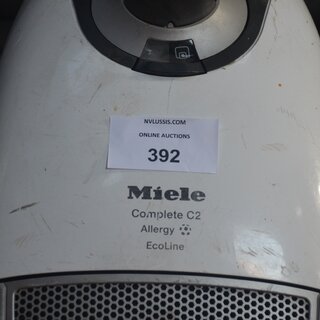 NVLUSSIS.COM
ONLINE AUCTIONS
392
Miele
Complete C2
Allergy
EcoLine